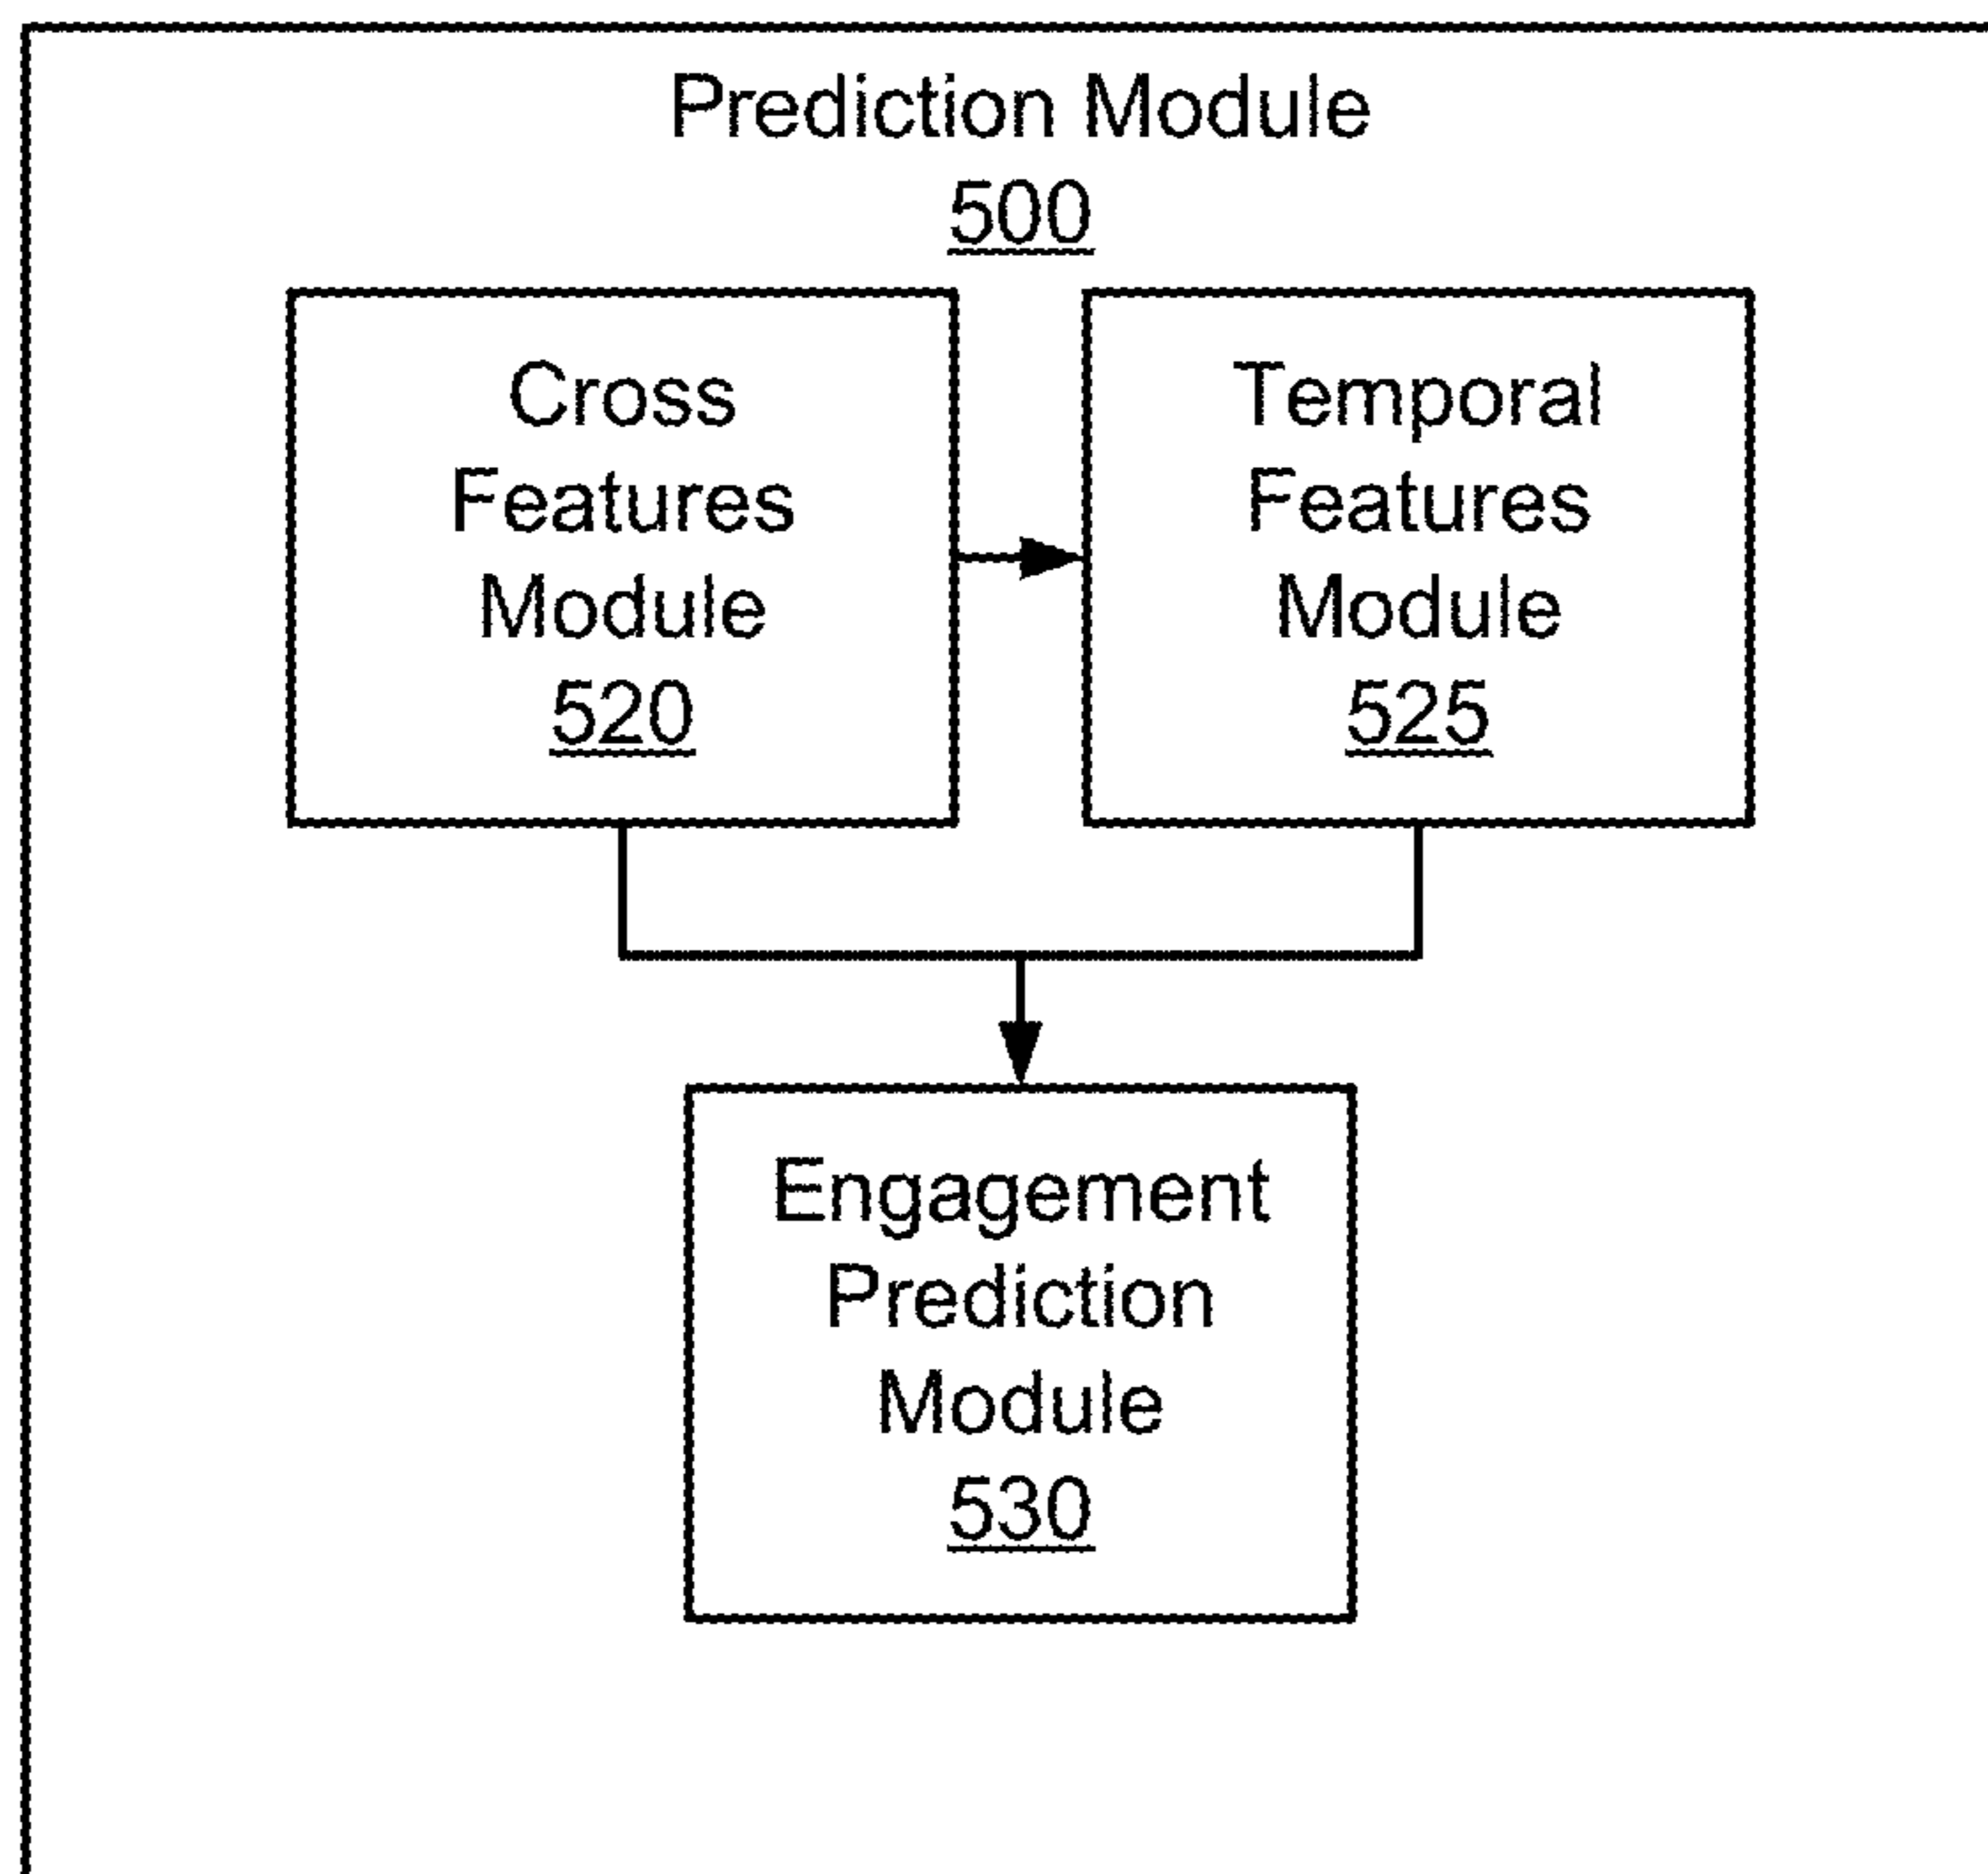 Prediction Module
500
Cross
Features
Module
520
Temporal
Features
Module
525
Engagement
Prediction
Module
530